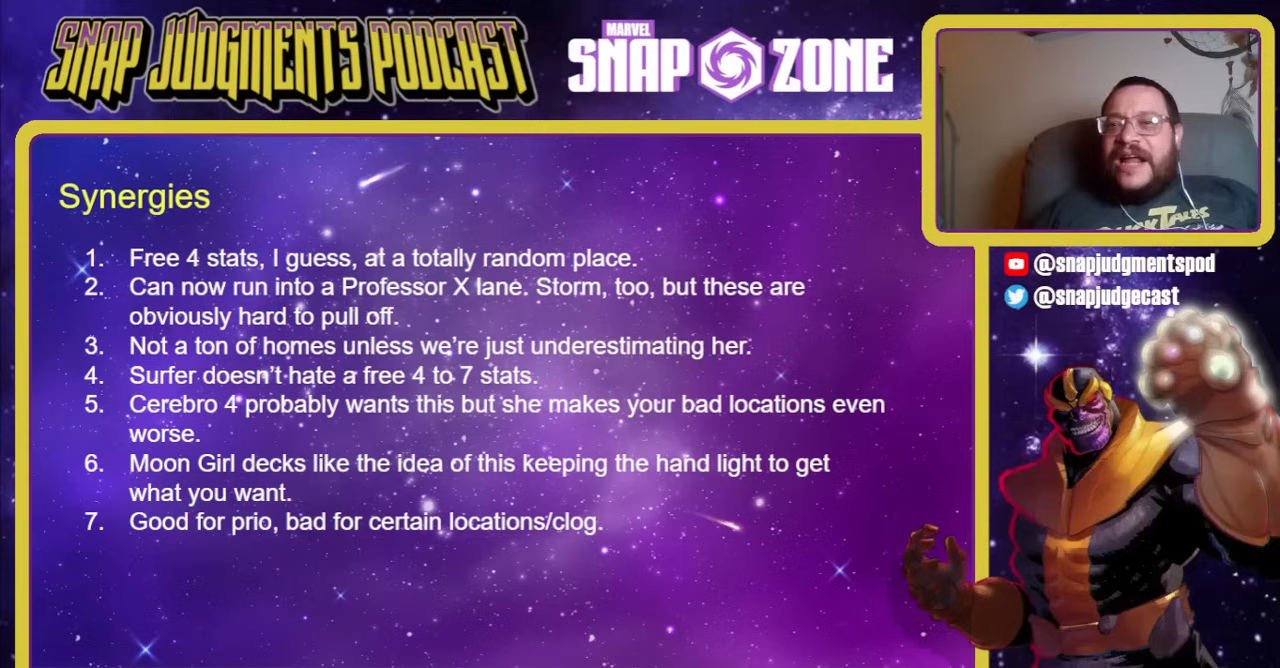 SNAP JUDGMENTS PODCAST
MARVEL
SNAP ZONE
Synergies
1. Free 4 stats, I guess, at a totally random place.
2. Can now run into a Professor X lane. Storm, too, but these are
obviously hard to pull off.
3. Not a ton of homes unless we’re just underestimating her.
4. Surfer doesn’t hate a free 4 to 7 stats.
5. Cerebro 4 probably wants this but she makes your bad locations even
worse.
6. Moon Girl decks like the idea of this keeping the hand light to get
what you want.
7. Good for prio, bad for certain locations/clog.
@snapjudgmentspod
@snapjudgecast
TALES